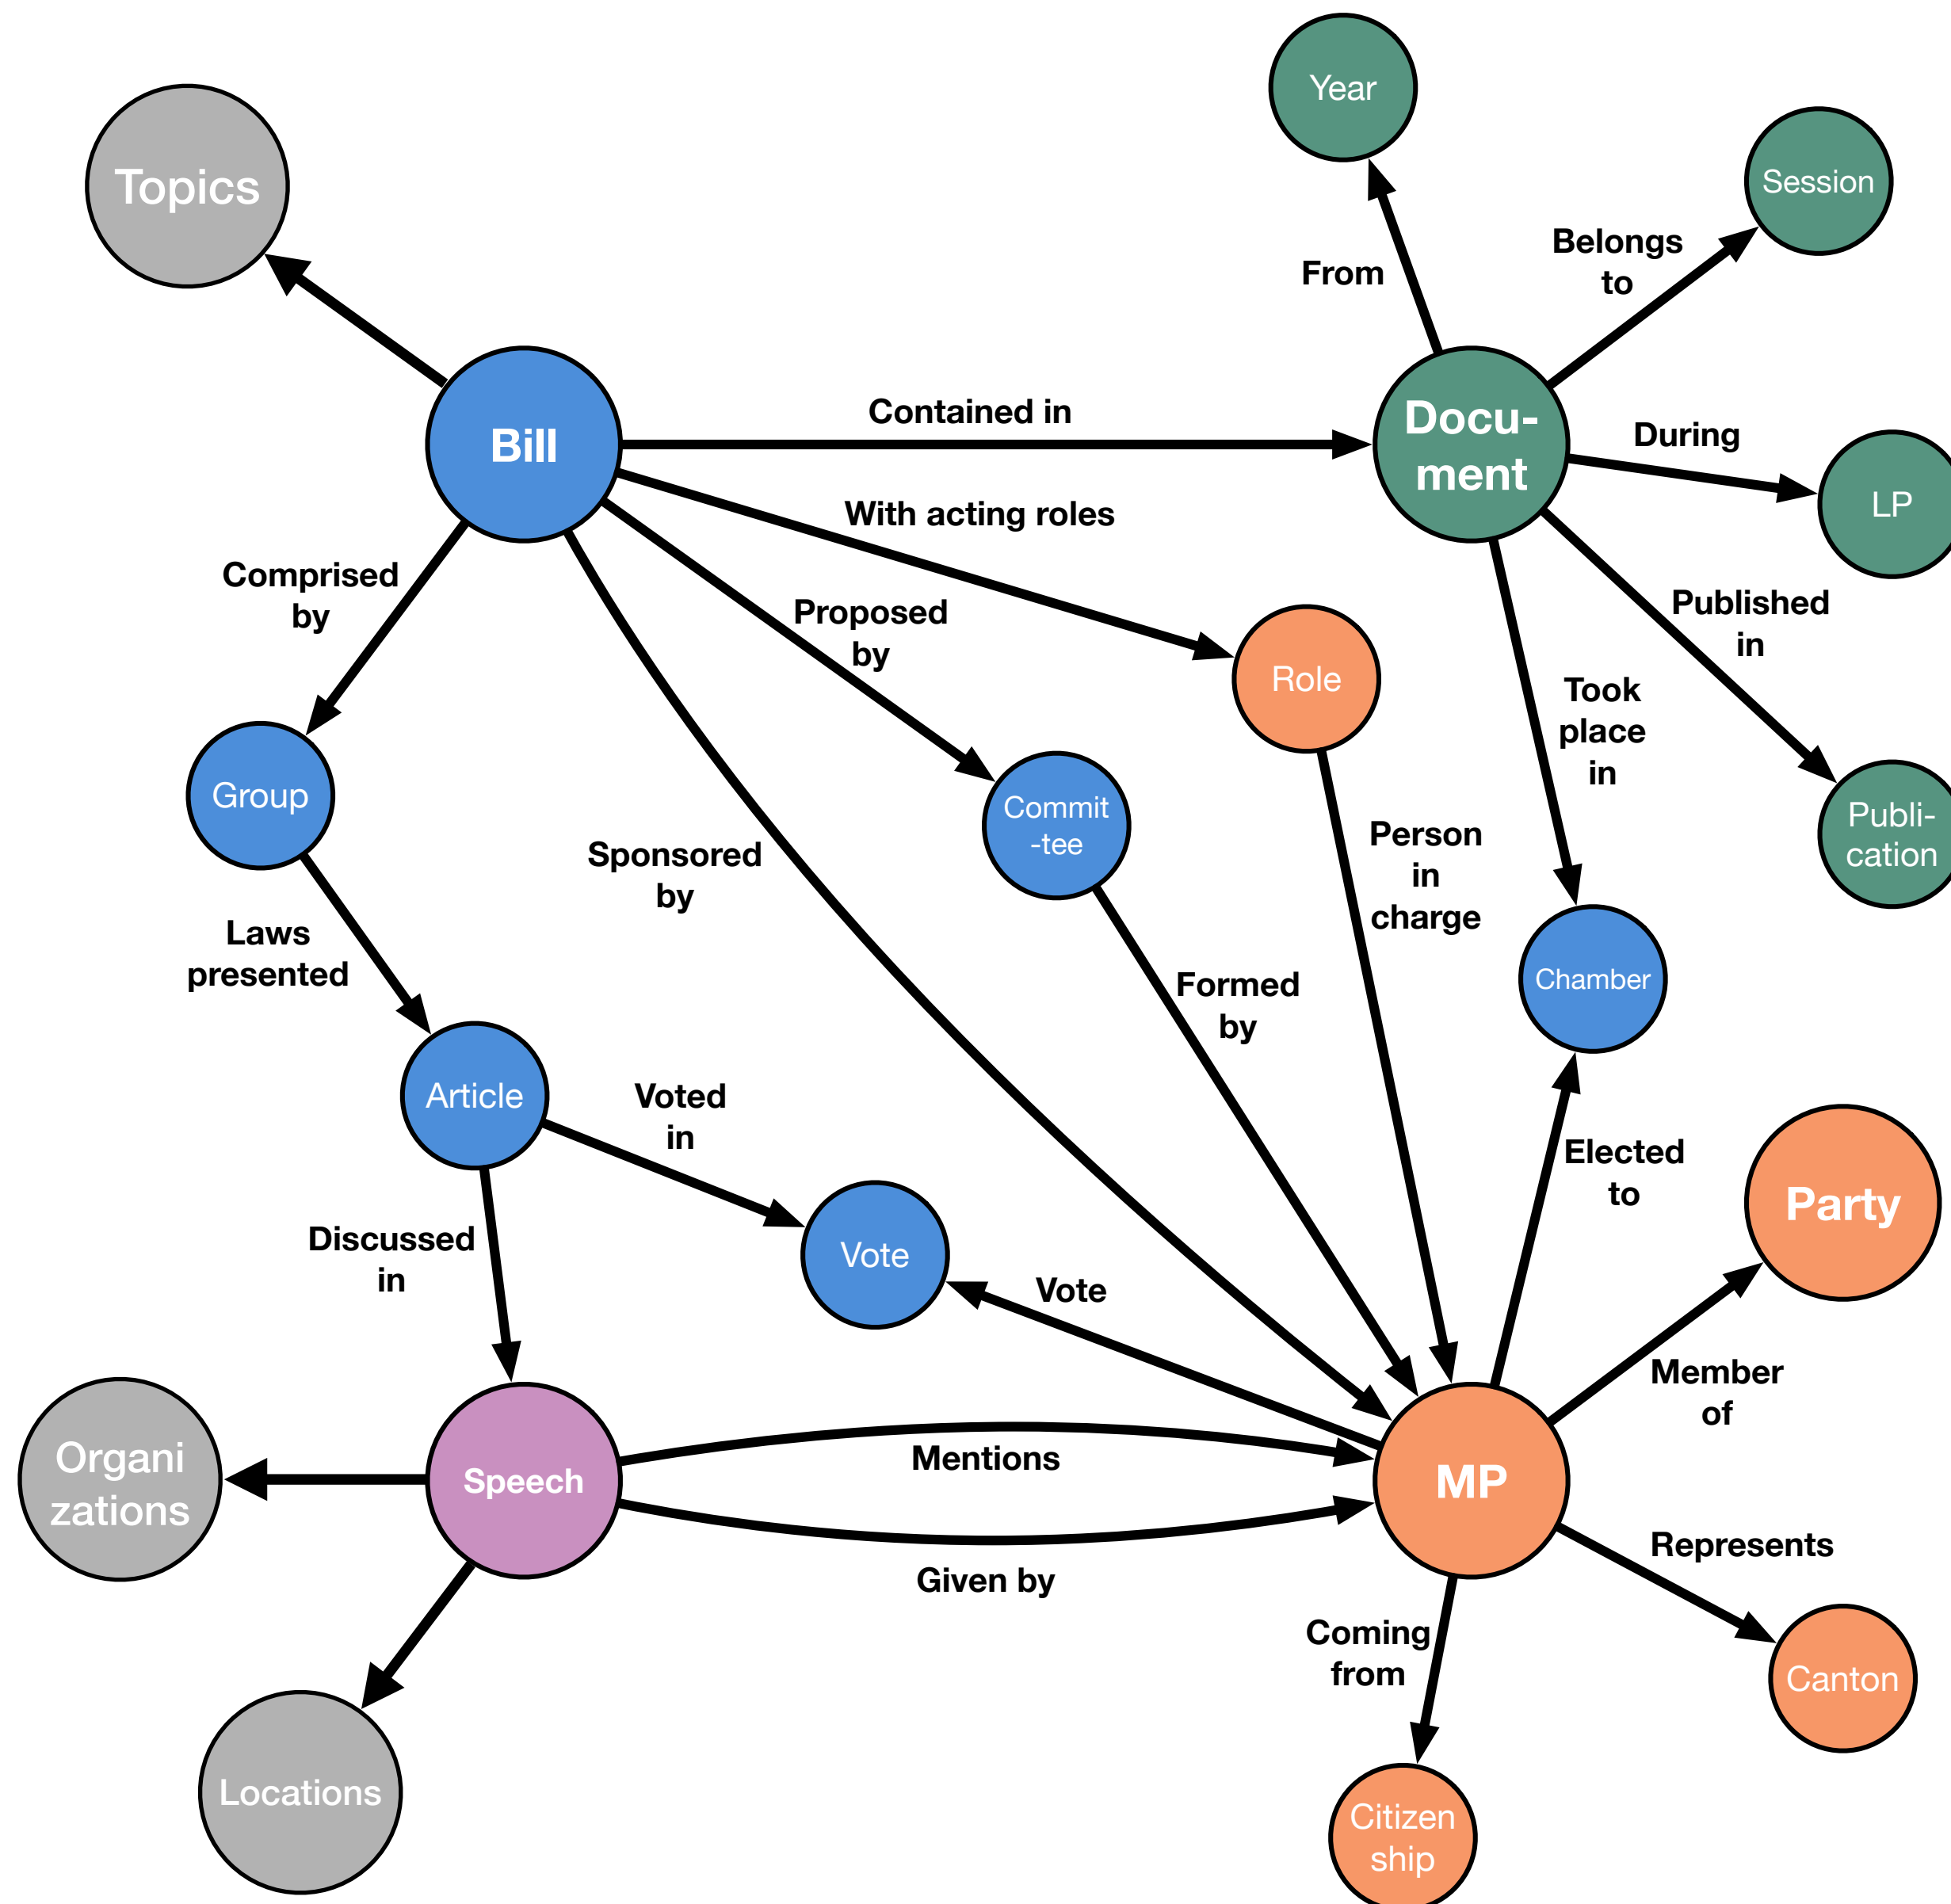 Year
Topics
Session
Belongs
to
From
Contained in
Docu-
ment
During
Bill
LP
With acting roles
Comprised
by
Proposed
by
Published
in
Role
Took
place
in
Group
Commit
-tee
Publi-
cation
Sponsored
by
Person
in
charge
Laws
presented
Formed
by
Chamber
Article
Voted
in
Elected
to
Party
Discussed
in
Vote
Vote
Member
of
Organi
zations
Speech
Mentions
MP
Given by
Represents
Coming
from
Canton
Locations
Citizen
ship